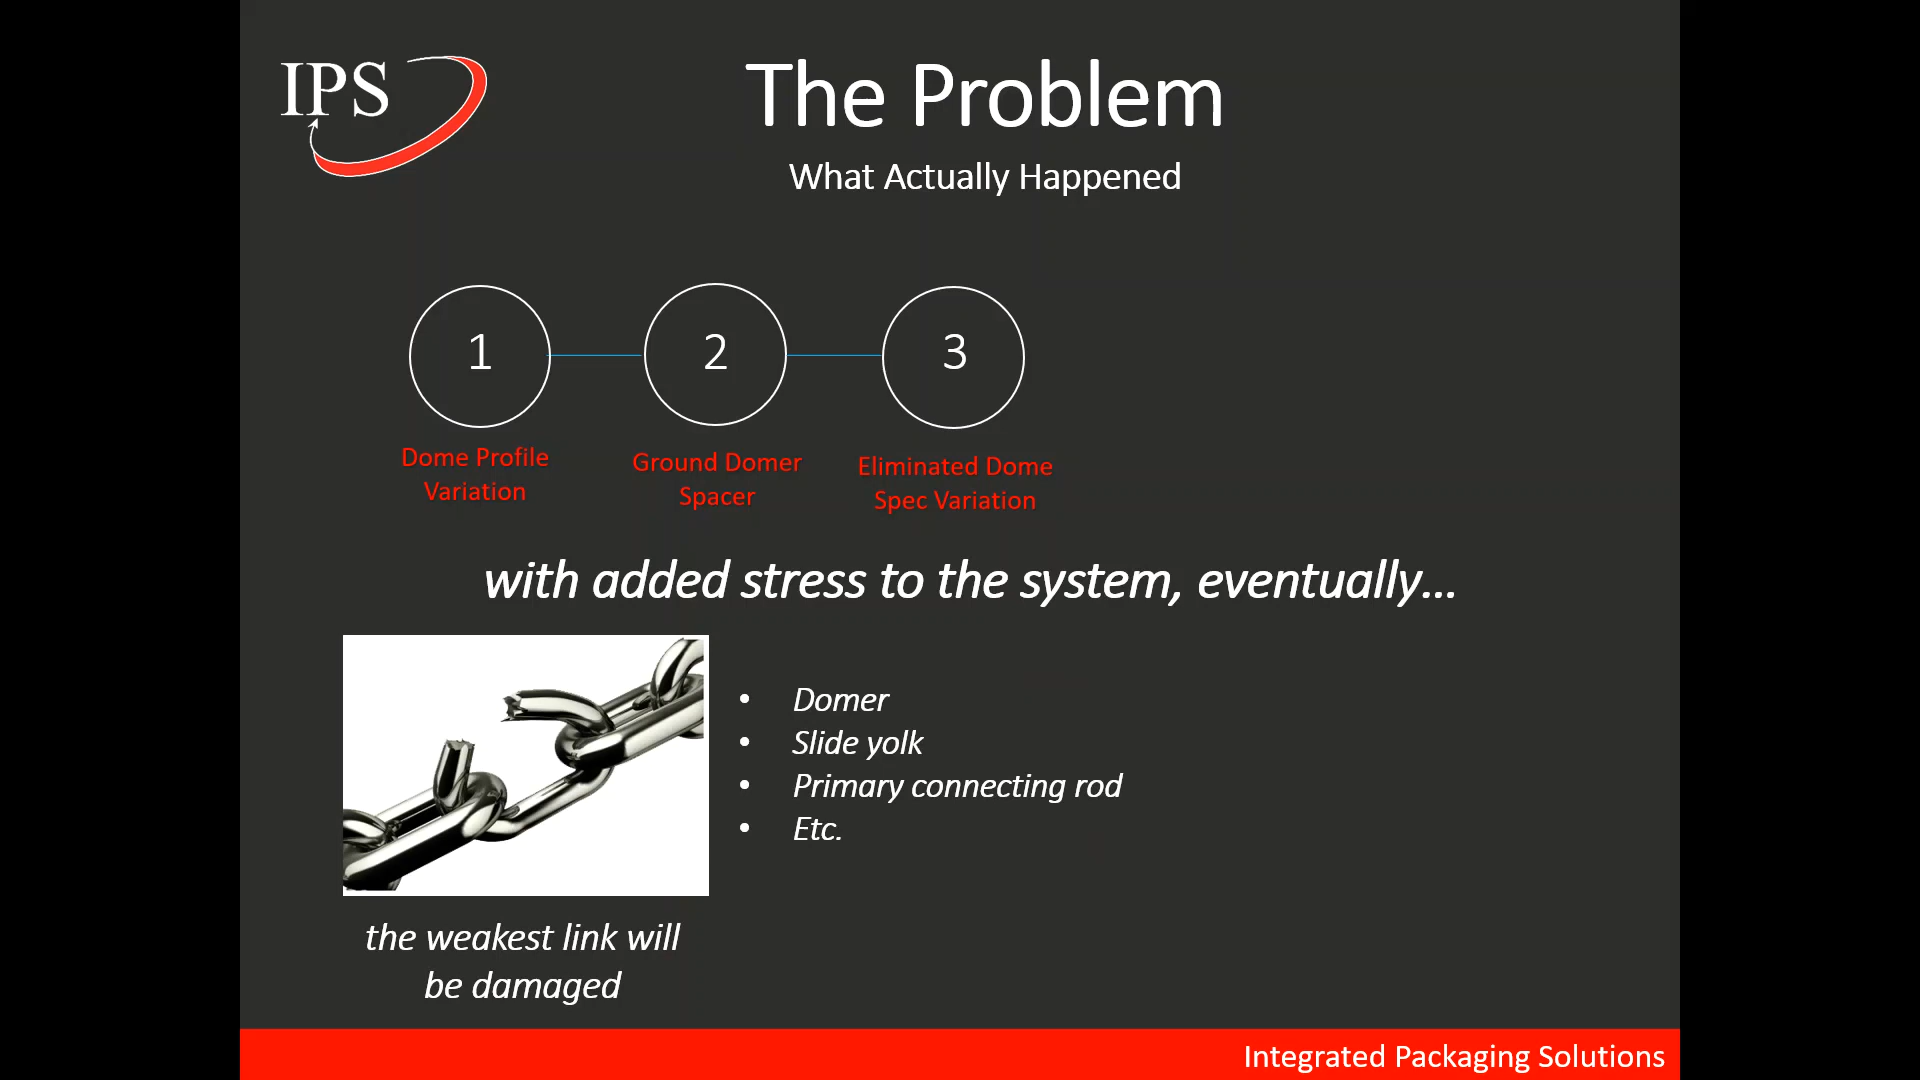 IPS
The Problem
What Actually Happened
1
2
3
Dome Profile
Variation
Ground Domer
Spacer
Eliminated Dome
Spec Variation
with added stress to the system, eventually...
• Domer
• Slide yolk
• Primary connecting rod
• Etc.
the weakest link will
be damaged
Integrated Packaging Solutions